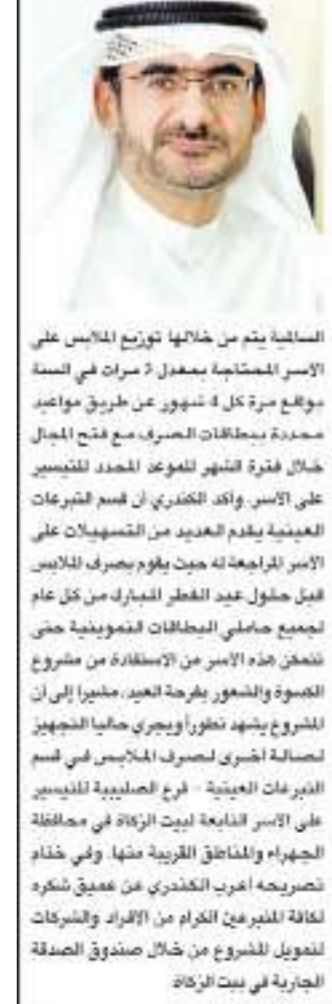 السالمية يتم من خلالها توزيع الملابس على
الأسر المحتاجة بمعدل 3 مرات في السنة
بواقع مرة كل 4 شهور عن طريق مواعيد
محددة ببطاقات الصرف مع فتح المجال
خلال فترة الشهر للموعد المحدد للتيسير
على الأسر. وأكد الكندري أن قسم التبرعات
العينية يقدم العديد من التسهيلات على
الأسر المراجعة له حيث يقوم بصرف الملابس
قبل حلول عيد الفطر المبارك من كل عام
لجميع حاملي البطاقات التموينية حتى
تتمكن هذه الأسر من الاستفادة من مشروع
الكسوة والشعور بفرحة العيد، مشيرا إلى أن
المشروع يشهد تطوراً ويجري حاليا التجهيز
لصالة أخرى لصرف الملابس في قسم
التبرعات العينية - فرع الصليبية للتيسير
على الأسر التابعة لبيت الزكاة في محافظة
الجهراء والمناطق القريبة منها. وفي ختام
تصريحه أعرب الكندري عن عميق شكره
لكافة المتبرعين الكرام من الأفراد والشركات
لتمويل المشروع من خلال صندوق الصدقة
الجارية في بيت الزكاة